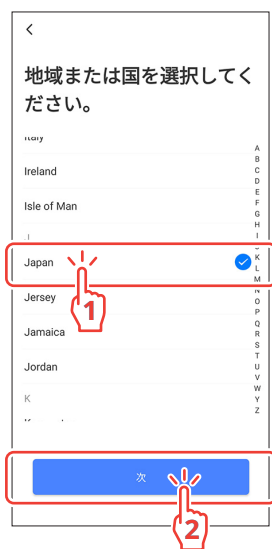 地域または国を選択してく
ださい。
Italy
Ireland
Isle of Man
J
Japan
Jersey
Jamaica
Jordan
K
A
B
C
D
E
F
G
H
I
J
K
L
M
N
O
P
Q
R
S
T
U
V
W
Y
Z
1
次
2